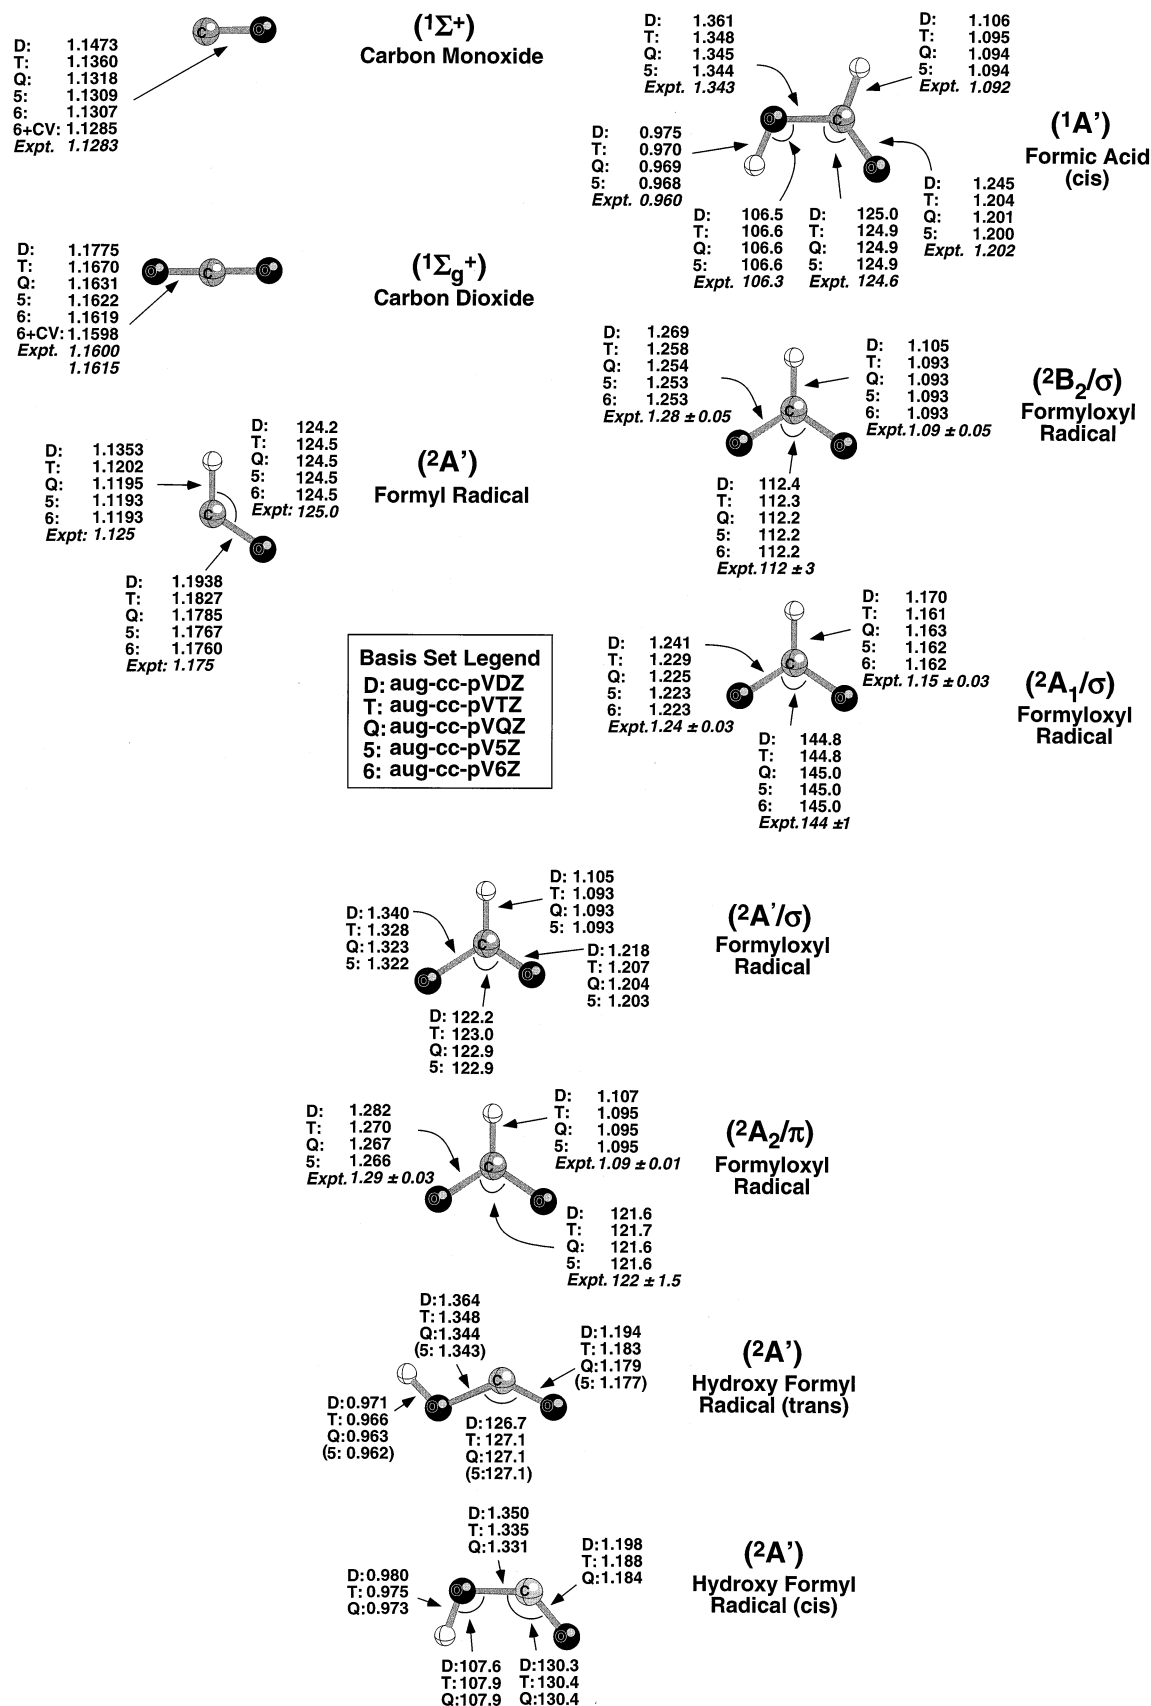 (¹Σ⁺)
Carbon Monoxide
D: 1.1473
T: 1.1360
Q: 1.1318
5: 1.1309
6: 1.1307
6+CV: 1.1285
Expt. 1.1283
C
O
(¹Σg⁺)
Carbon Dioxide
D: 1.1775
T: 1.1670
Q: 1.1631
5: 1.1622
6: 1.1619
6+CV: 1.1598
Expt. 1.1600
1.1615
O
C
O
(²A’)
Formyl Radical
D: 1.1353
T: 1.1202
Q: 1.1195
5: 1.1193
6: 1.1193
Expt: 1.125
D: 124.2
T: 124.5
Q: 124.5
5: 124.5
6: 124.5
Expt: 125.0
C
O
D: 1.1938
T: 1.1827
Q: 1.1785
5: 1.1767
6: 1.1760
Expt: 1.175
Basis Set Legend
D: aug-cc-pVDZ
T: aug-cc-pVTZ
Q: aug-cc-pVQZ
5: aug-cc-pV5Z
6: aug-cc-pV6Z
D: 1.361
T: 1.348
Q: 1.345
5: 1.344
Expt. 1.343
D: 1.106
T: 1.095
Q: 1.094
5: 1.094
Expt. 1.092
(¹A’)
Formic Acid
(cis)
O
C
O
D: 0.975
T: 0.970
Q: 0.969
5: 0.968
Expt. 0.960
D: 106.5
T: 106.6
Q: 106.6
5: 106.6
Expt. 106.3
D: 125.0
T: 124.9
Q: 124.9
5: 124.9
Expt. 124.6
D: 1.245
T: 1.204
Q: 1.201
5: 1.200
Expt. 1.202
D: 1.269
T: 1.258
Q: 1.254
5: 1.253
6: 1.253
Expt. 1.28 ± 0.05
D: 1.105
T: 1.093
Q: 1.093
5: 1.093
6: 1.093
Expt. 1.09 ± 0.05
(²B₂/σ)
Formyloxyl
Radical
C
O
O
D: 112.4
T: 112.3
Q: 112.2
5: 112.2
6: 112.2
Expt. 112 ± 3
D: 1.241
T: 1.229
Q: 1.225
5: 1.223
6: 1.223
Expt. 1.24 ± 0.03
D: 1.170
T: 1.161
Q: 1.163
5: 1.162
6: 1.162
Expt. 1.15 ± 0.03
(²A₁/σ)
Formyloxyl
Radical
C
O
O
D: 144.8
T: 144.8
Q: 145.0
5: 145.0
6: 145.0
Expt. 144 ±1
D: 1.340
T: 1.328
Q: 1.323
5: 1.322
D: 1.105
T: 1.093
Q: 1.093
5: 1.093
D: 1.218
T: 1.207
Q: 1.204
5: 1.203
(²A’/σ)
Formyloxyl
Radical
C
O
O
D: 122.2
T: 123.0
Q: 122.9
5: 122.9
D: 1.282
T: 1.270
Q: 1.267
5: 1.266
Expt. 1.29 ± 0.03
D: 1.107
T: 1.095
Q: 1.095
5: 1.095
Expt. 1.09 ± 0.01
(²A₂/π)
Formyloxyl
Radical
C
O
O
D: 121.6
T: 121.7
Q: 121.6
5: 121.6
Expt. 122 ± 1.5
D:1.364
T:1.348
Q:1.344
(5: 1.343)
D:1.194
T:1.183
Q:1.179
(5: 1.177)
(²A’)
Hydroxy Formyl
Radical (trans)
C
O
O
D:0.971
T:0.966
Q:0.963
(5: 0.962)
D:126.7
T: 127.1
Q:127.1
(5:127.1)
D:1.350
T:1.335
Q:1.331
D:1.198
T:1.188
Q:1.184
(²A’)
Hydroxy Formyl
Radical (cis)
D:0.980
T:0.975
Q:0.973
O
C
O
D:107.6
T:107.9
Q:107.9
D:130.3
T:130.4
Q:130.4